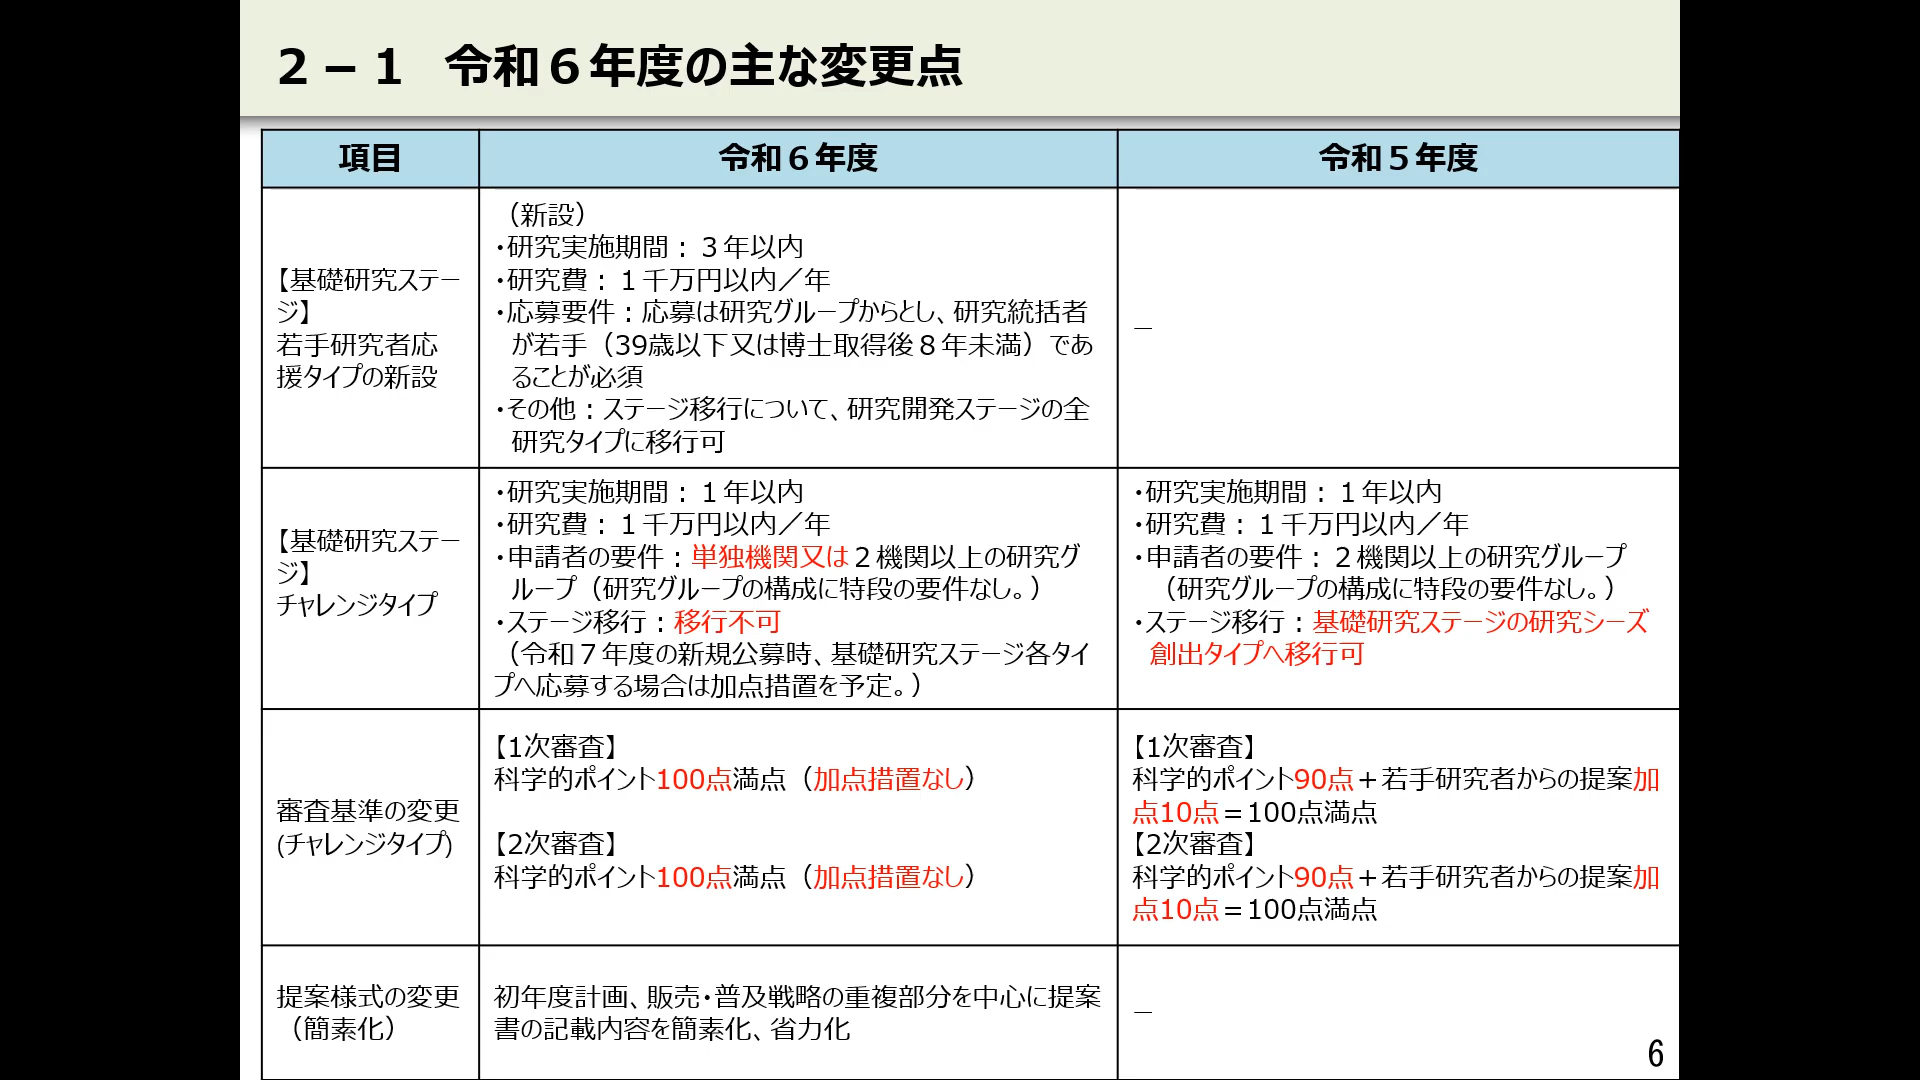 ２－１　令和６年度の主な変更点
項目
令和６年度
令和５年度
【基礎研究ステー
ジ】
若手研究者応
援タイプの新設
（新設）
・研究実施期間：３年以内
・研究費：１千万円以内／年
・応募要件：応募は研究グループからとし、研究統括者
が若手（39歳以下又は博士取得後８年未満）であ
ることが必須
・その他：ステージ移行について、研究開発ステージの全
研究タイプに移行可
－
【基礎研究ステー
ジ】
チャレンジタイプ
・研究実施期間：１年以内
・研究費：１千万円以内／年
・申請者の要件：単独機関又は２機関以上の研究グ
ループ（研究グループの構成に特段の要件なし。）
・ステージ移行：移行不可
（令和７年度の新規公募時、基礎研究ステージ各タイ
プへ応募する場合は加点措置を予定。）
・研究実施期間：１年以内
・研究費：１千万円以内／年
・申請者の要件：２機関以上の研究グループ
（研究グループの構成に特段の要件なし。）
・ステージ移行：基礎研究ステージの研究シーズ
創出タイプへ移行可
審査基準の変更
(チャレンジタイプ)
【1次審査】
科学的ポイント100点満点（加点措置なし）
【2次審査】
科学的ポイント100点満点（加点措置なし）
【1次審査】
科学的ポイント90点＋若手研究者からの提案加
点10点＝100点満点
【2次審査】
科学的ポイント90点＋若手研究者からの提案加
点10点＝100点満点
提案様式の変更
（簡素化）
初年度計画、販売・普及戦略の重複部分を中心に提案
書の記載内容を簡素化、省力化
－
6